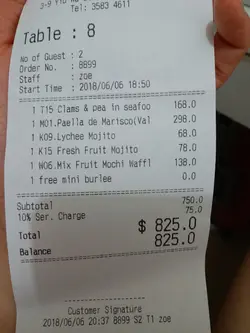 Tel: 3583 4611
Table : 8
No of Guest : 2
Order No. : 8899
Staff : zoe
Start Time : 2018/06/06 18:50
1 T15 Clams & pea in seafoo 168.0
1 M01.Paella de Marisco(Val 298.0
1 K09.Lychee Mojito 68.0
1 K15 Fresh Fruit Mojito 78.0
1 W06.Mix Fruit Mochi Waffl 138.0
1 free mini burlee 0.0
Subtotal 750.0
10% Ser. Charge 75.0
Total $ 825.0
Balance 825.0
Customer Signature
2018/06/06 20:37 8899 S2 T1 zoe